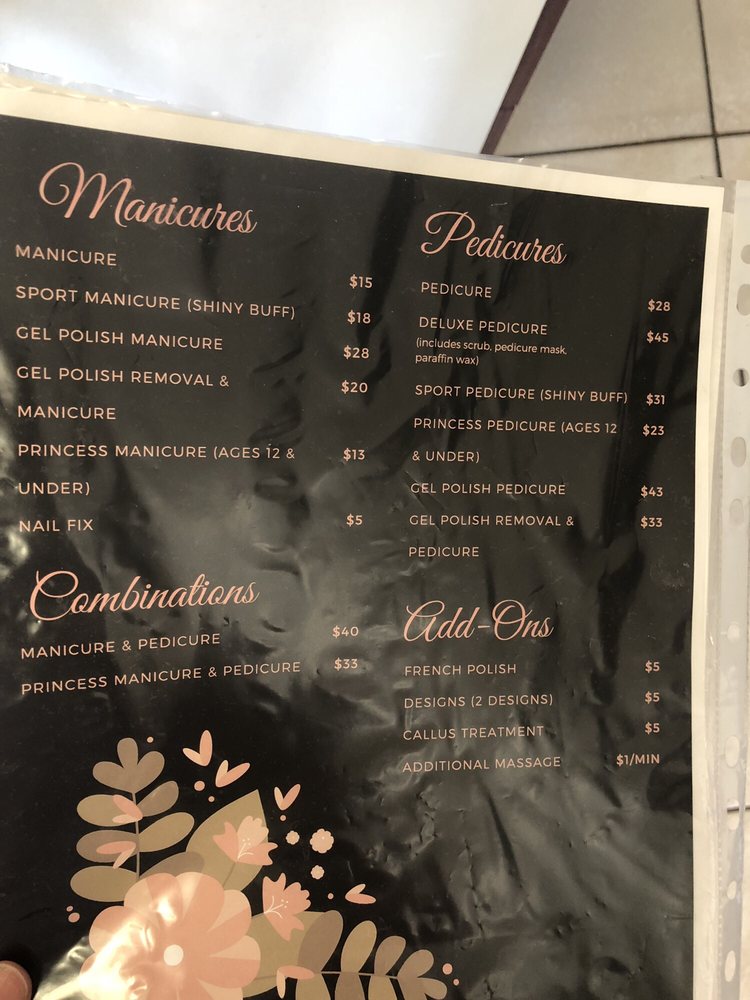 Manicures
MANICURE $15
SPORT MANICURE (SHINY BUFF) $18
GEL POLISH MANICURE $28
GEL POLISH REMOVAL & $20
MANICURE
PRINCESS MANICURE (AGES 12 & $13
UNDER)
NAIL FIX $5
Combinations
MANICURE & PEDICURE $40
PRINCESS MANICURE & PEDICURE $33
Pedicures
PEDICURE $28
DELUXE PEDICURE $45
(includes scrub, pedicure mask,
paraffin wax)
SPORT PEDICURE (SHINY BUFF) $31
PRINCESS PEDICURE (AGES 12 $23
& UNDER)
GEL POLISH PEDICURE $43
GEL POLISH REMOVAL & $33
PEDICURE
Add-Ons
FRENCH POLISH $5
DESIGNS (2 DESIGNS) $5
CALLUS TREATMENT $5
ADDITIONAL MASSAGE $1/MIN